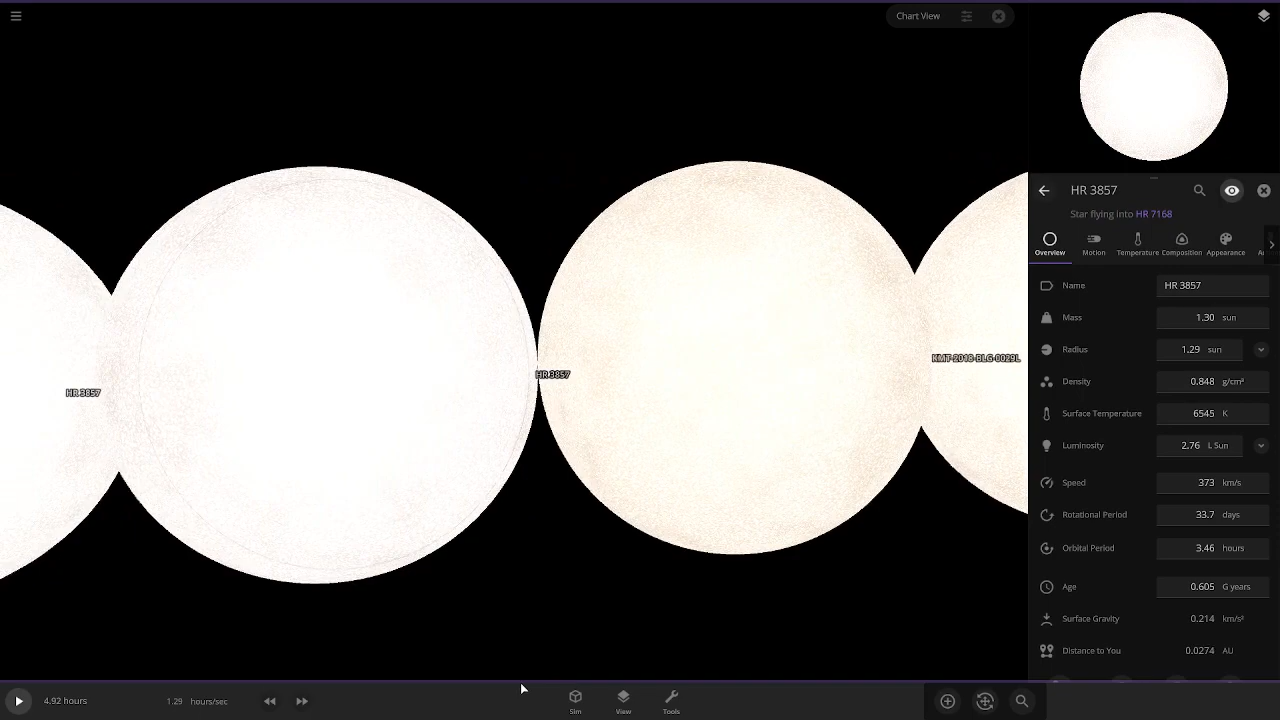 Chart View
HR 3857
HR 3857
KMT-2018-BLG-0029L
HR 3857
Star flying into HR 7168
Overview
Motion
Temperature
Composition
Appearance
Name HR 3857
Mass 1.30 sun
Radius 1.29 sun
Density 0.848 g/cm³
Surface Temperature 6545 K
Luminosity 2.76 L Sun
Speed 373 km/s
Rotational Period 33.7 days
Orbital Period 3.46 hours
Age 0.605 G years
Surface Gravity 0.214 km/s²
Distance to You 0.0274 AU
4.92 hours
1.29 hours/sec
Sim
View
Tools